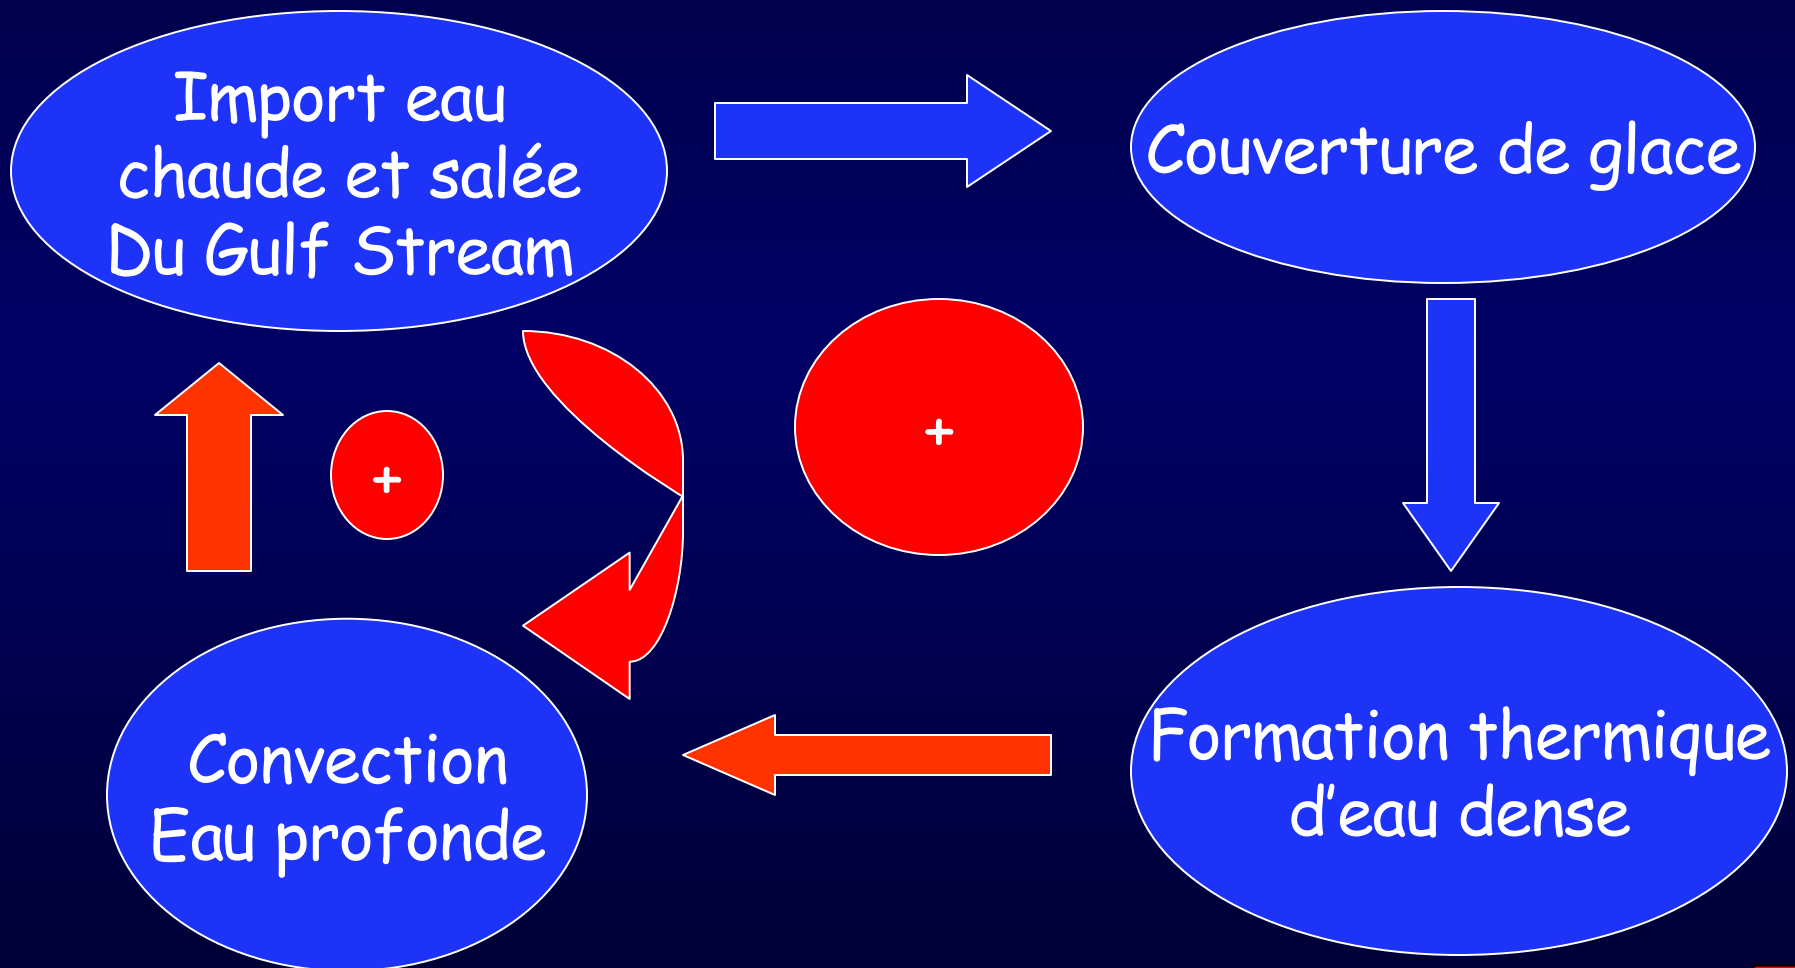 Import eau
chaude et salée
Du Gulf Stream
Couverture de glace
+
+
Convection
Eau profonde
Formation thermique
d'eau dense